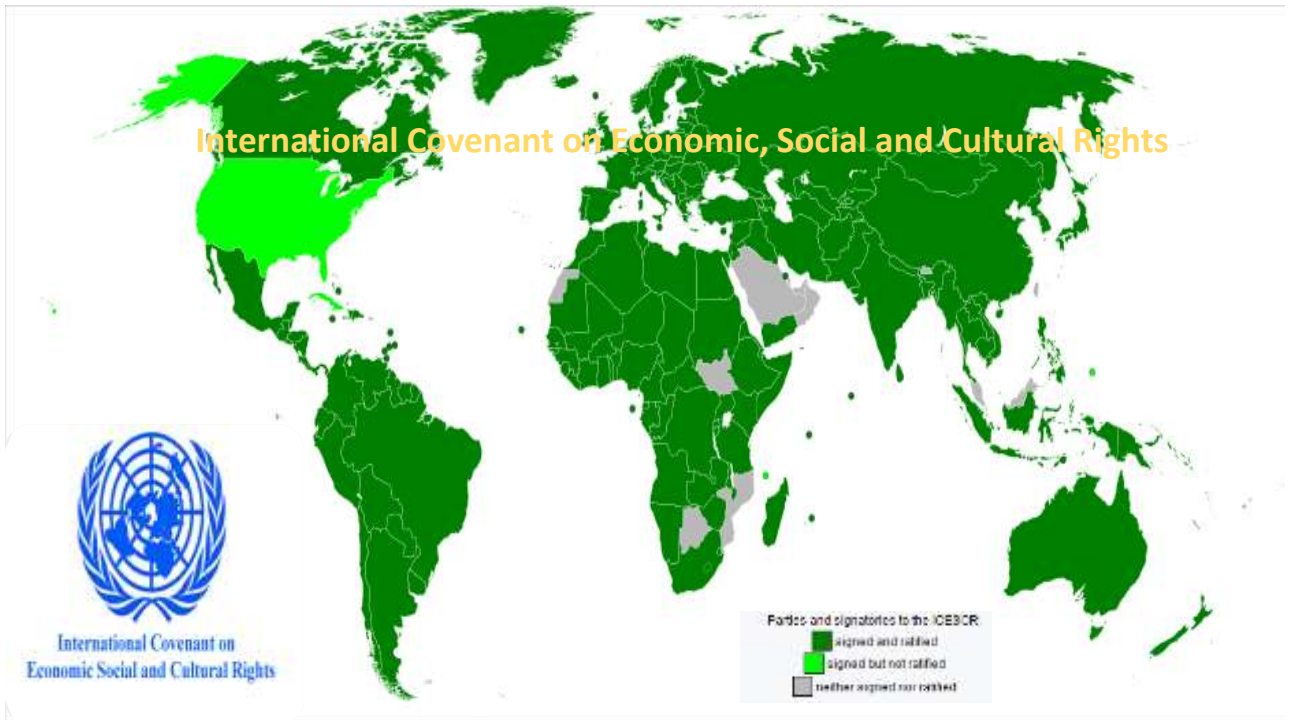 International Covenant on Economic, Social and Cultural Rights
International Covenant on
Economic Social and Cultural Rights
Parties and signatories to the ICESCR
signed and ratified
signed but not ratified
neither signed nor ratified